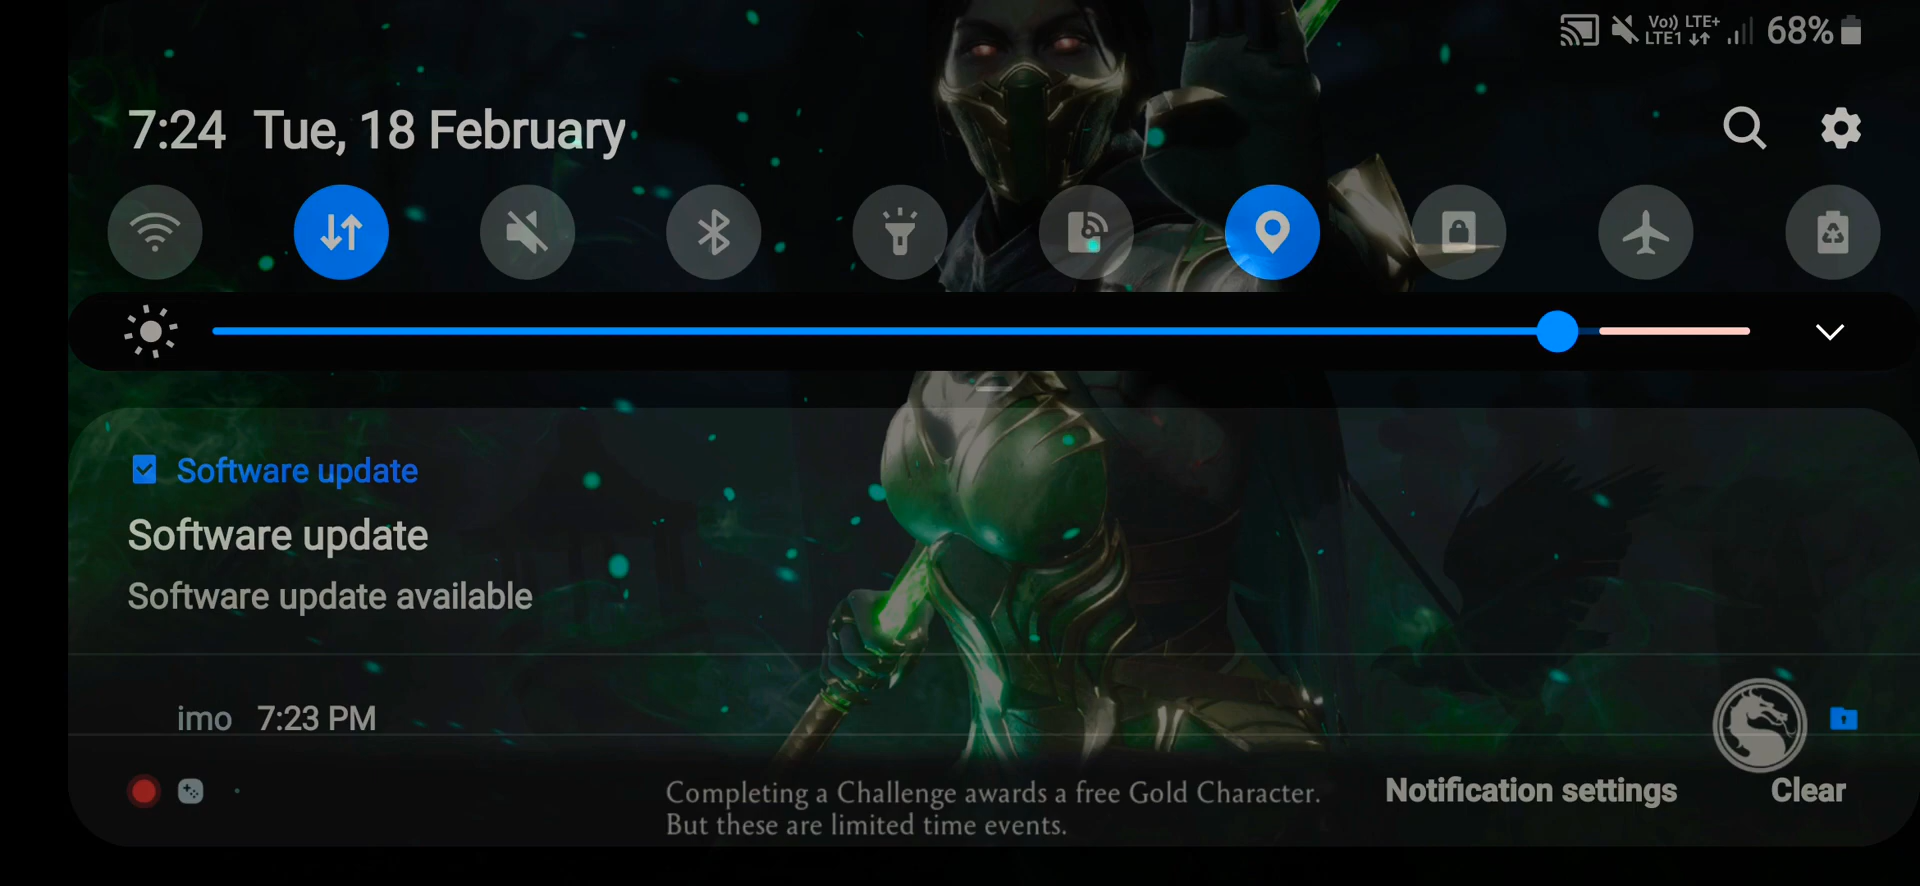 Vo)) LTE+
LTE1 68%
7:24 Tue, 18 February
Software update
Software update
Software update available
imo 7:23 PM
Completing a Challenge awards a free Gold Character.
But these are limited time events.
Notification settings Clear